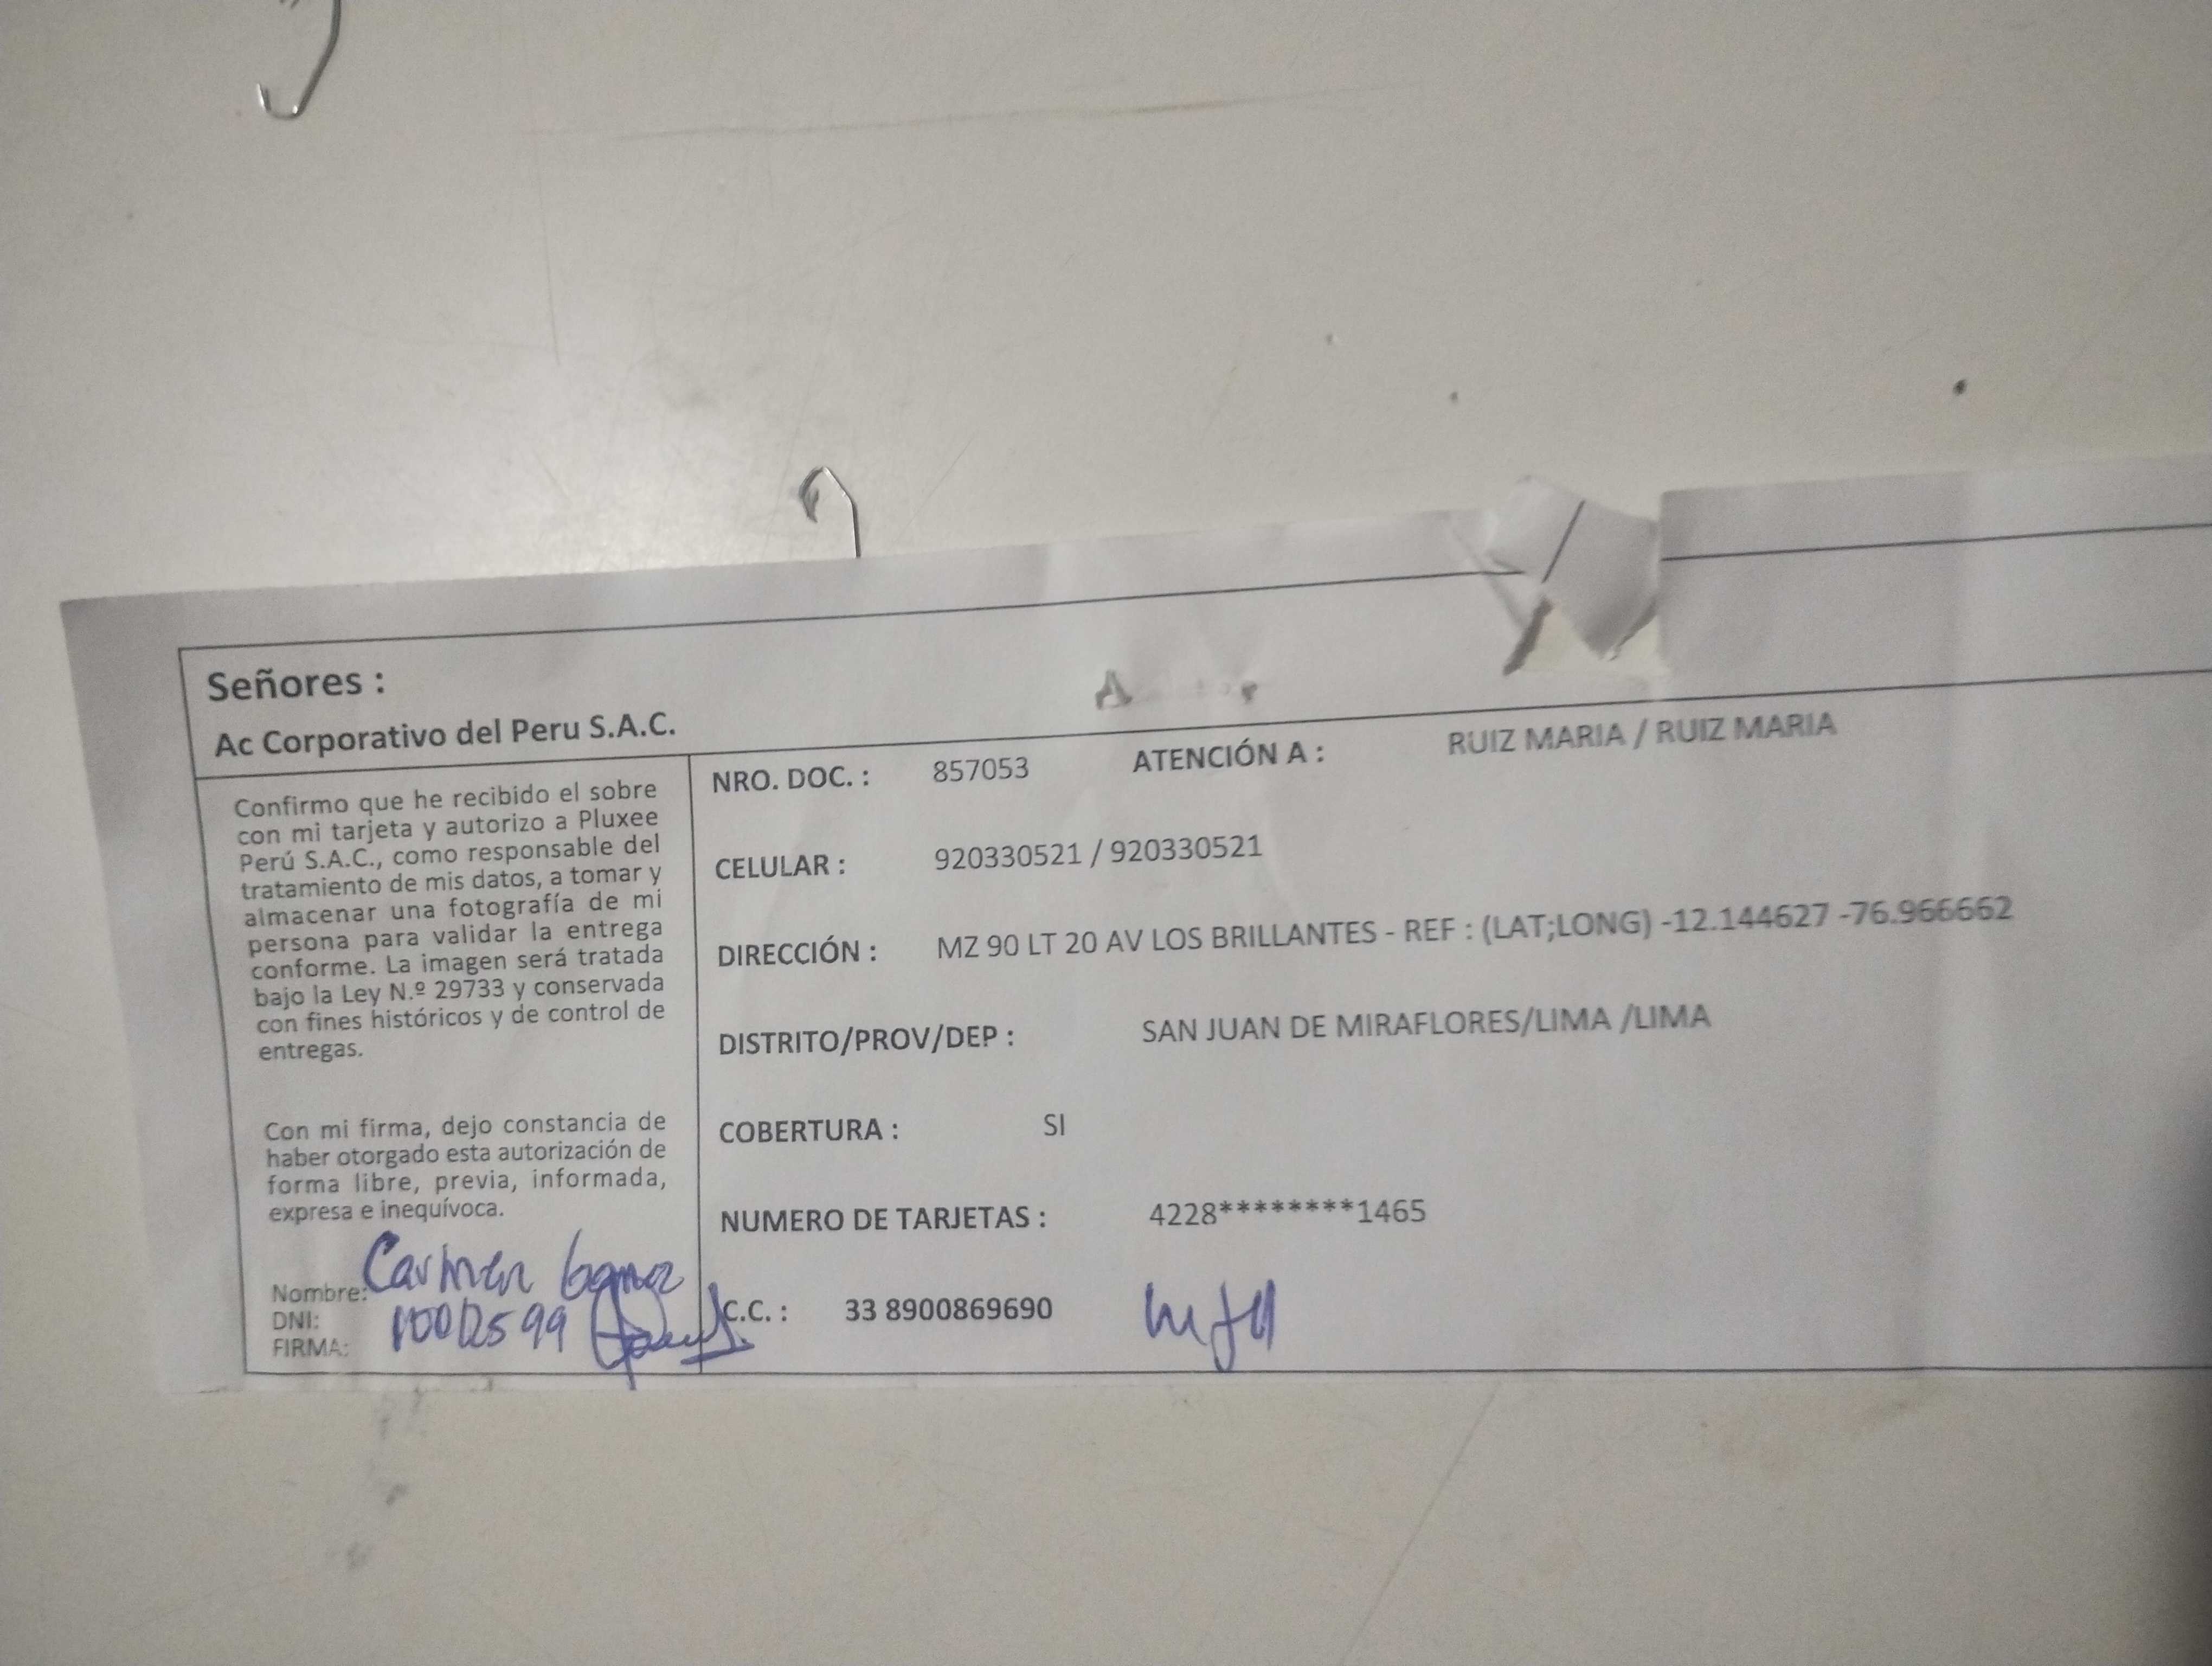 Señores :
Ac Corporativo del Peru S.A.C.
Confirmo que he recibido el sobre
con mi tarjeta y autorizo a Pluxee
Perú S.A.C., como responsable del
tratamiento de mis datos, a tomar y
almacenar una fotografía de mi
persona para validar la entrega
conforme. La imagen será tratada
bajo la Ley N.º 29733 y conservada
con fines históricos y de control de
entregas.
Con mi firma, dejo constancia de
haber otorgado esta autorización de
forma libre, previa, informada,
expresa e inequívoca.
Nombre: Carmen
DNI:
FIRMA:
NRO. DOC. : 857053 ATENCIÓN A : RUIZ MARIA / RUIZ MARIA
CELULAR : 920330521 / 920330521
DIRECCIÓN : MZ 90 LT 20 AV LOS BRILLANTES - REF : (LAT;LONG) -12.144627 -76.966662
DISTRITO/PROV/DEP : SAN JUAN DE MIRAFLORES/LIMA /LIMA
COBERTURA : SI
NUMERO DE TARJETAS : 4228********1465
C.C. : 33 8900869690